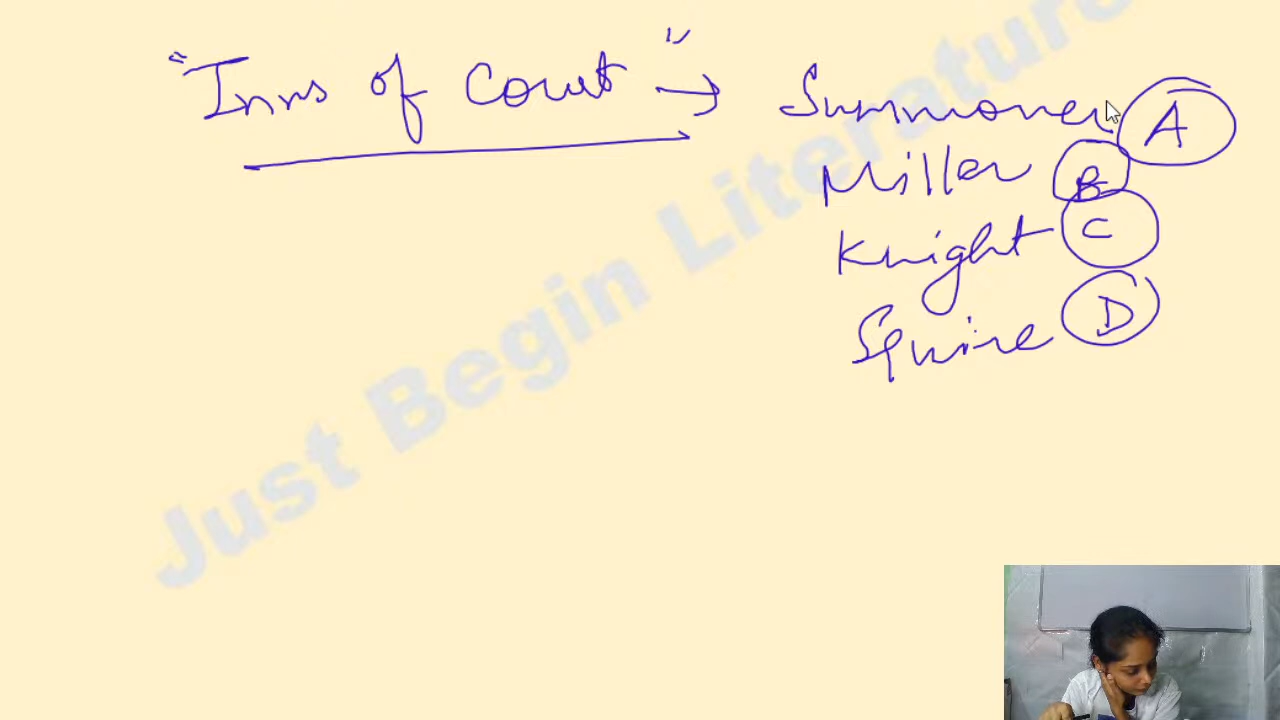 "Inns of Court" → Summoner A
Miller B
Knight C
Squire D
Just Begin Literature